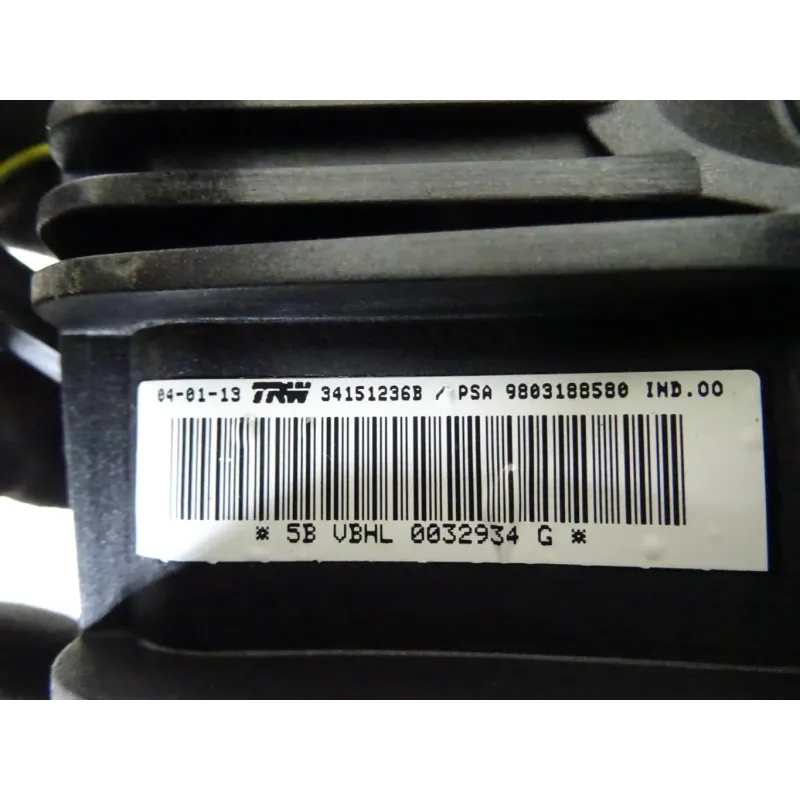 04-01-13 TRW 34151236B / PSA 9803188580 IND.00
* 5B VBHL 0032934 G *